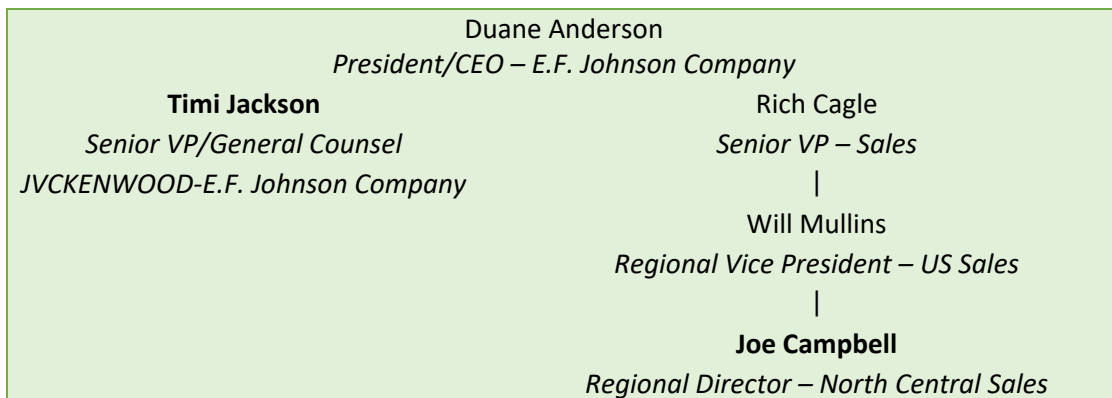 Duane Anderson
President/CEO – E.F. Johnson Company
Timi Jackson
Senior VP/General Counsel
JVCKENWOOD-E.F. Johnson Company
Rich Cagle
Senior VP – Sales
|
Will Mullins
Regional Vice President – US Sales
|
Joe Campbell
Regional Director – North Central Sales